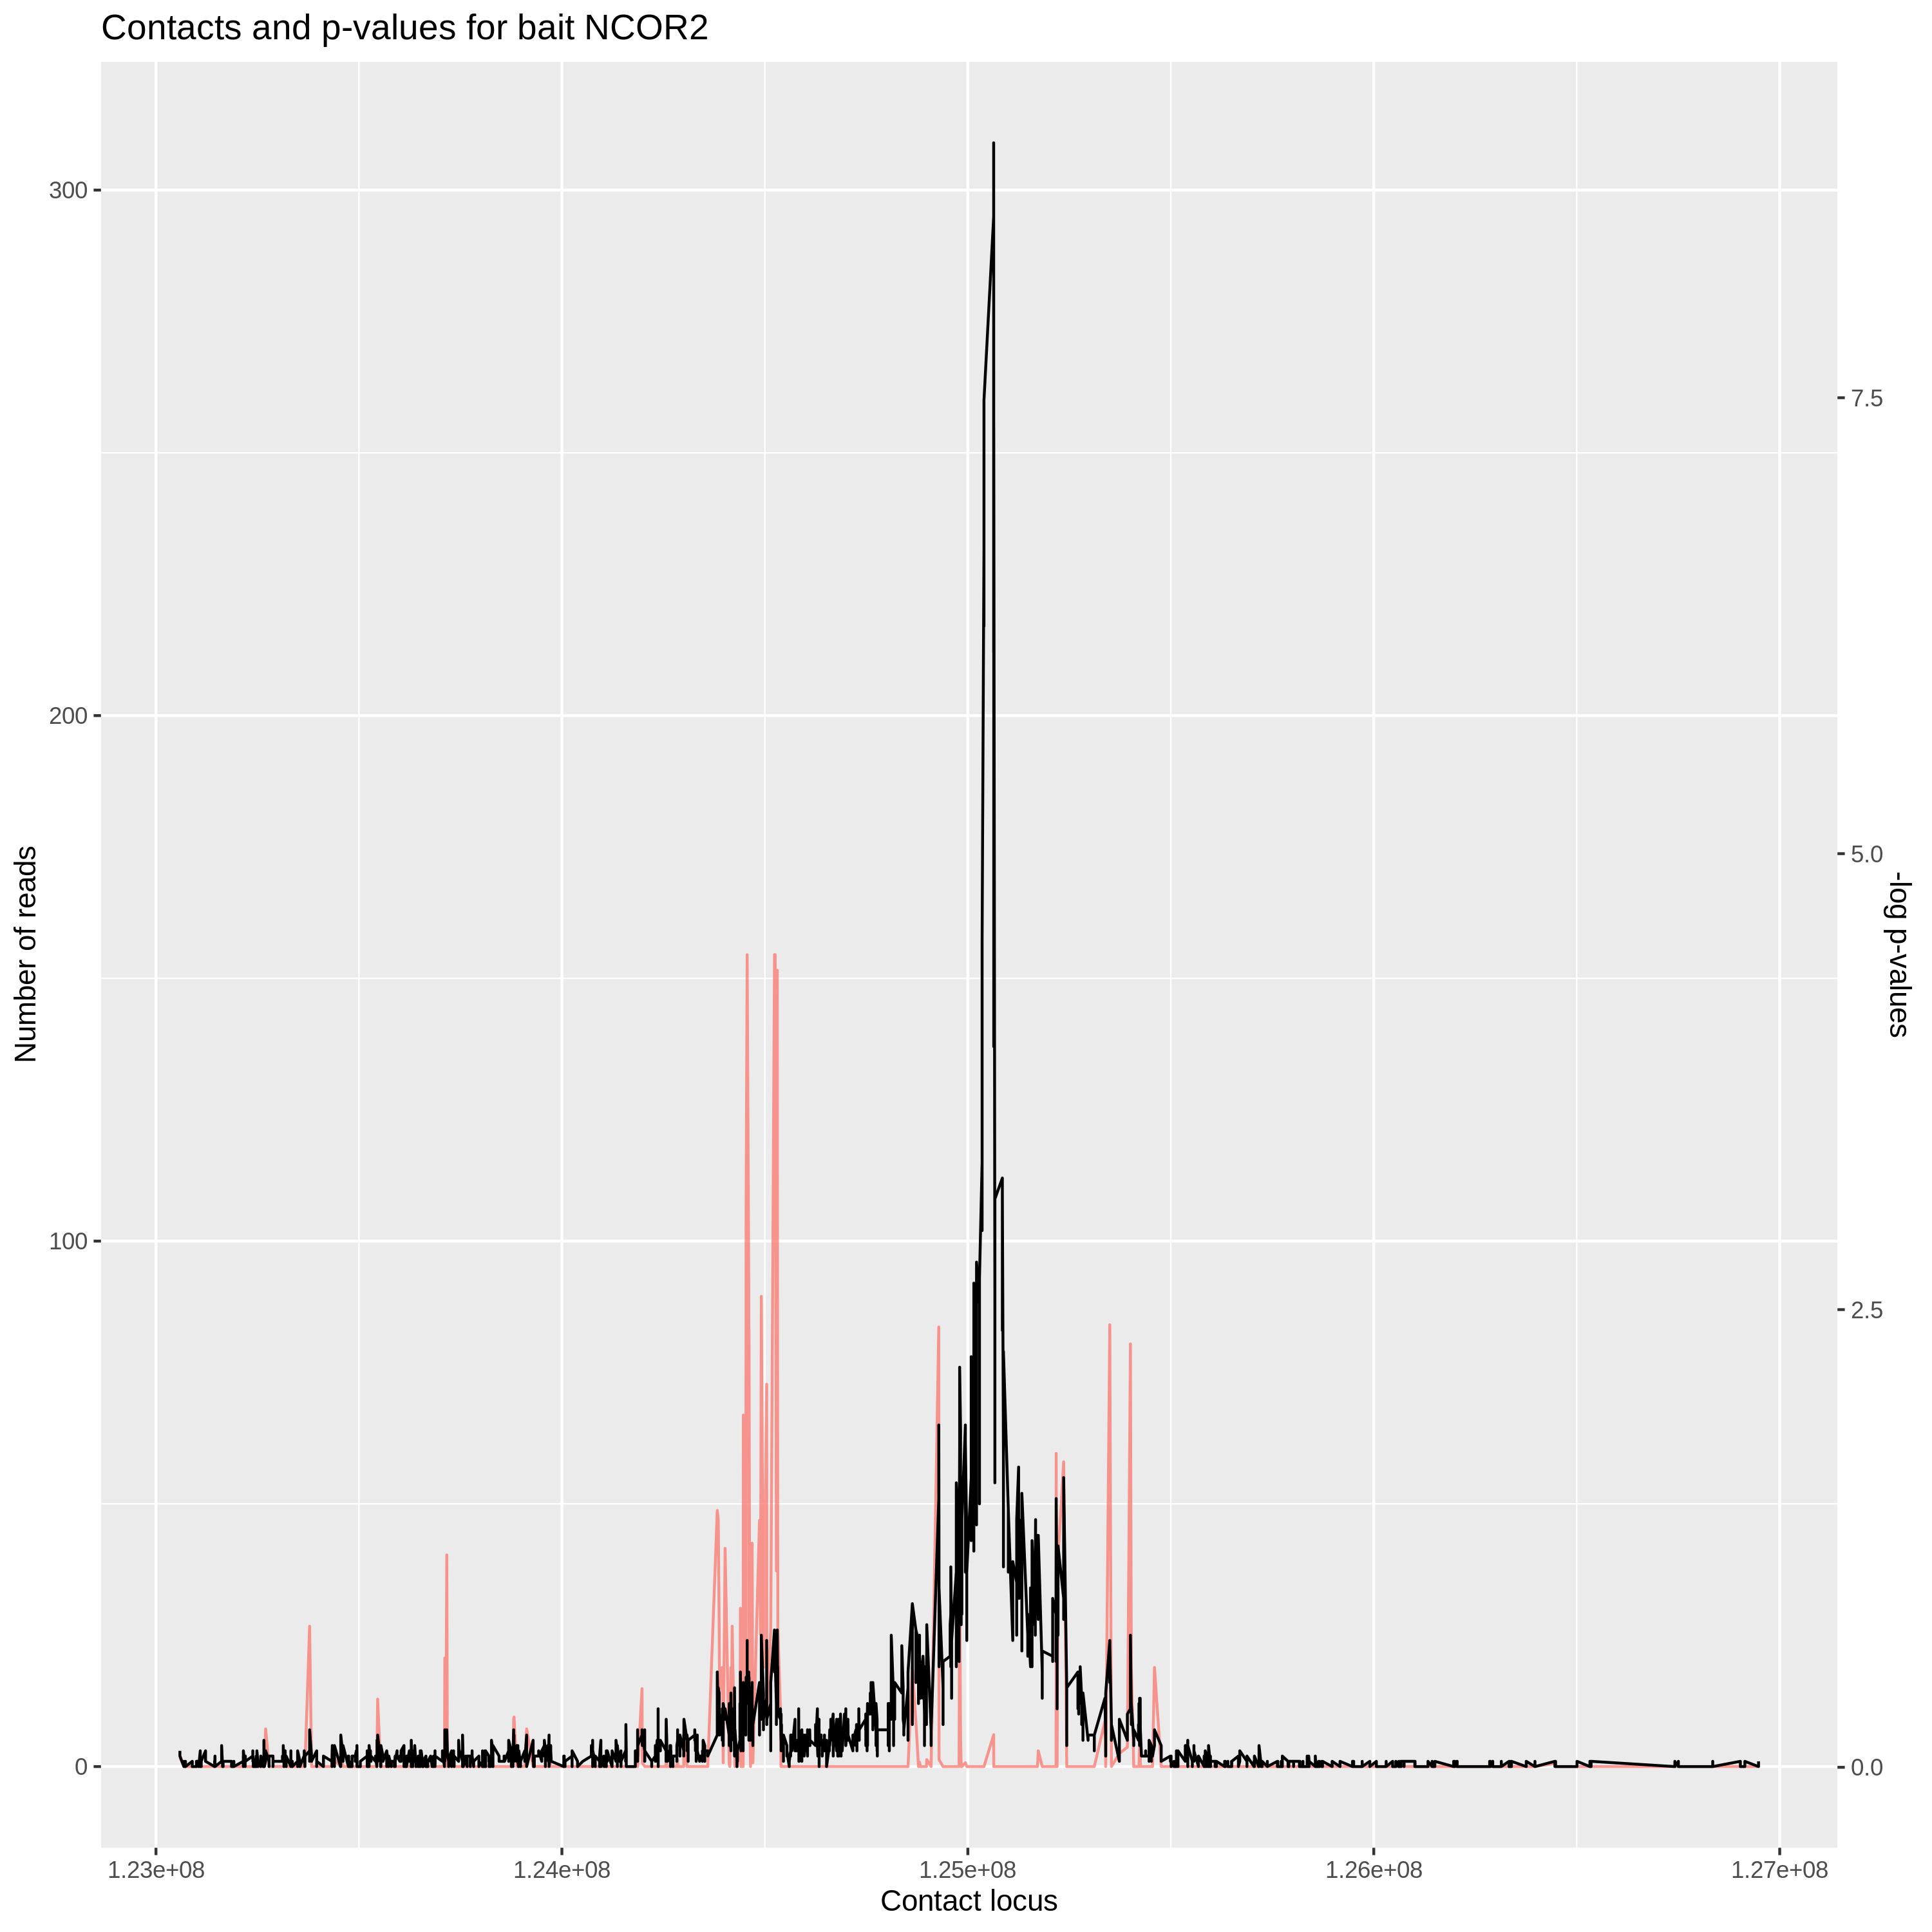 Contacts and p-values for bait NCOR2
300
200
100
0
Number of reads
7.5
5.0
2.5
0.0
-log p-values
1.23e+08 1.24e+08 1.25e+08 1.26e+08 1.27e+08
Contact locus